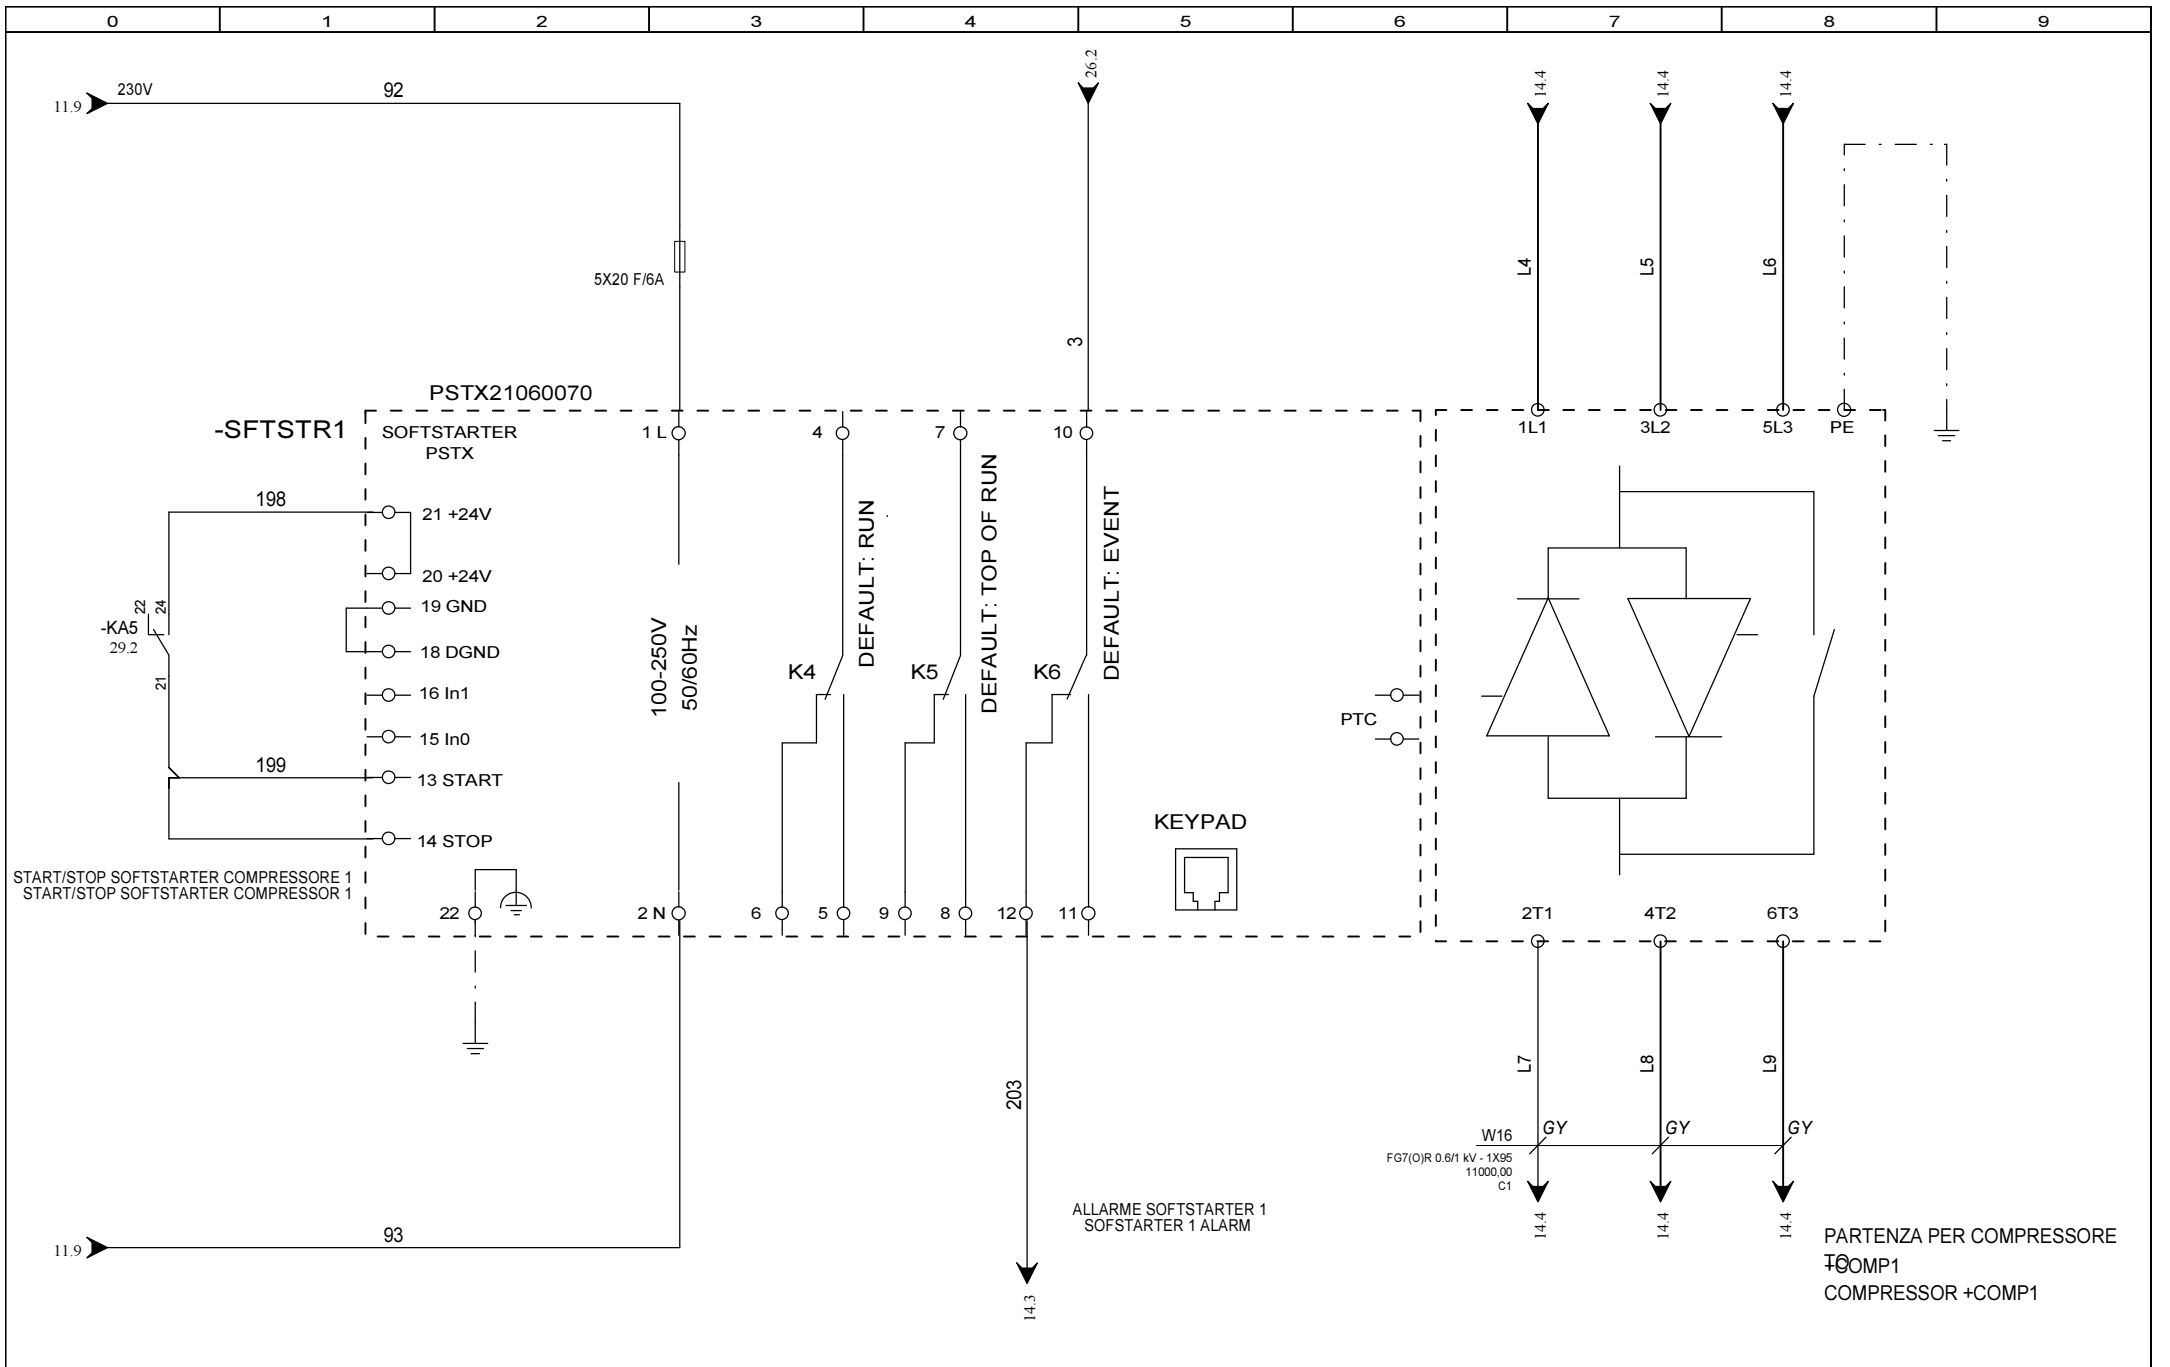 0 1 2 3 4 5 6 7 8 9
11.9 230V 92
26.2
14.4 14.4 14.4
5X20 F/6A
L4 L5 L6
3
PSTX21060070
-SFTSTR1
SOFTSTARTER
PSTX
1 L 4 7 10
1L1 3L2 5L3 PE
198
21 +24V
20 +24V
19 GND
18 DGND
16 In1
15 In0
199
13 START
14 STOP
22 24
-KA5
29.2
21
100-250V
50/60Hz
K4
DEFAULT: RUN
K5
DEFAULT: TOP OF RUN
K6
DEFAULT: EVENT
PTC
KEYPAD
START/STOP SOFTSTARTER COMPRESSORE 1
START/STOP SOFTSTARTER COMPRESSOR 1
22 2 N 6 5 9 8 12 11
2T1 4T2 6T3
203
L7 L8 L9
W16 GY GY GY
FG7(O)R 0.6/1 kV - 1X95
11000,00
C1
14.4 14.4 14.4
ALLARME SOFTSTARTER 1
SOFSTARTER 1 ALARM
11.9 93
14.3
PARTENZA PER COMPRESSORE
TO
+COMP1
COMPRESSOR +COMP1